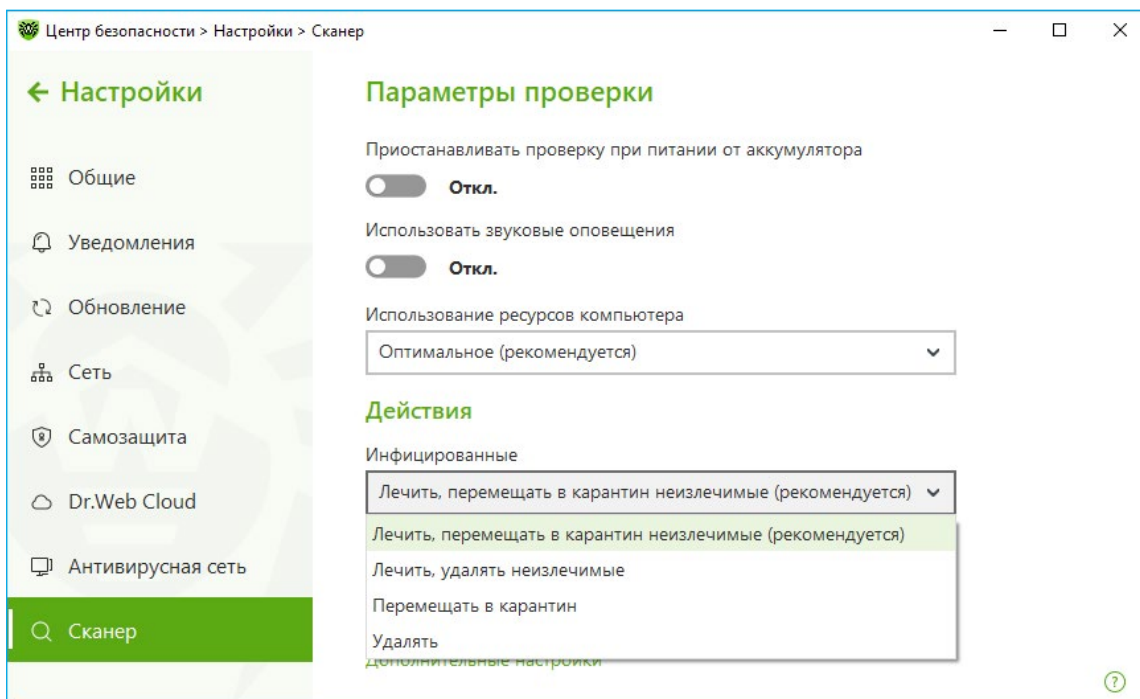 Центр безопасности > Настройки > Сканер
Настройки
Общие
Уведомления
Обновление
Сеть
Самозащита
Dr.Web Cloud
Антивирусная сеть
Сканер
Параметры проверки
Приостанавливать проверку при питании от аккумулятора
Откл.
Использовать звуковые оповещения
Откл.
Использование ресурсов компьютера
Оптимальное (рекомендуется)
Действия
Инфицированные
Лечить, перемещать в карантин неизлечимые (рекомендуется)
Лечить, перемещать в карантин неизлечимые (рекомендуется)
Лечить, удалять неизлечимые
Перемещать в карантин
Удалять
Дополнительные настройки
?